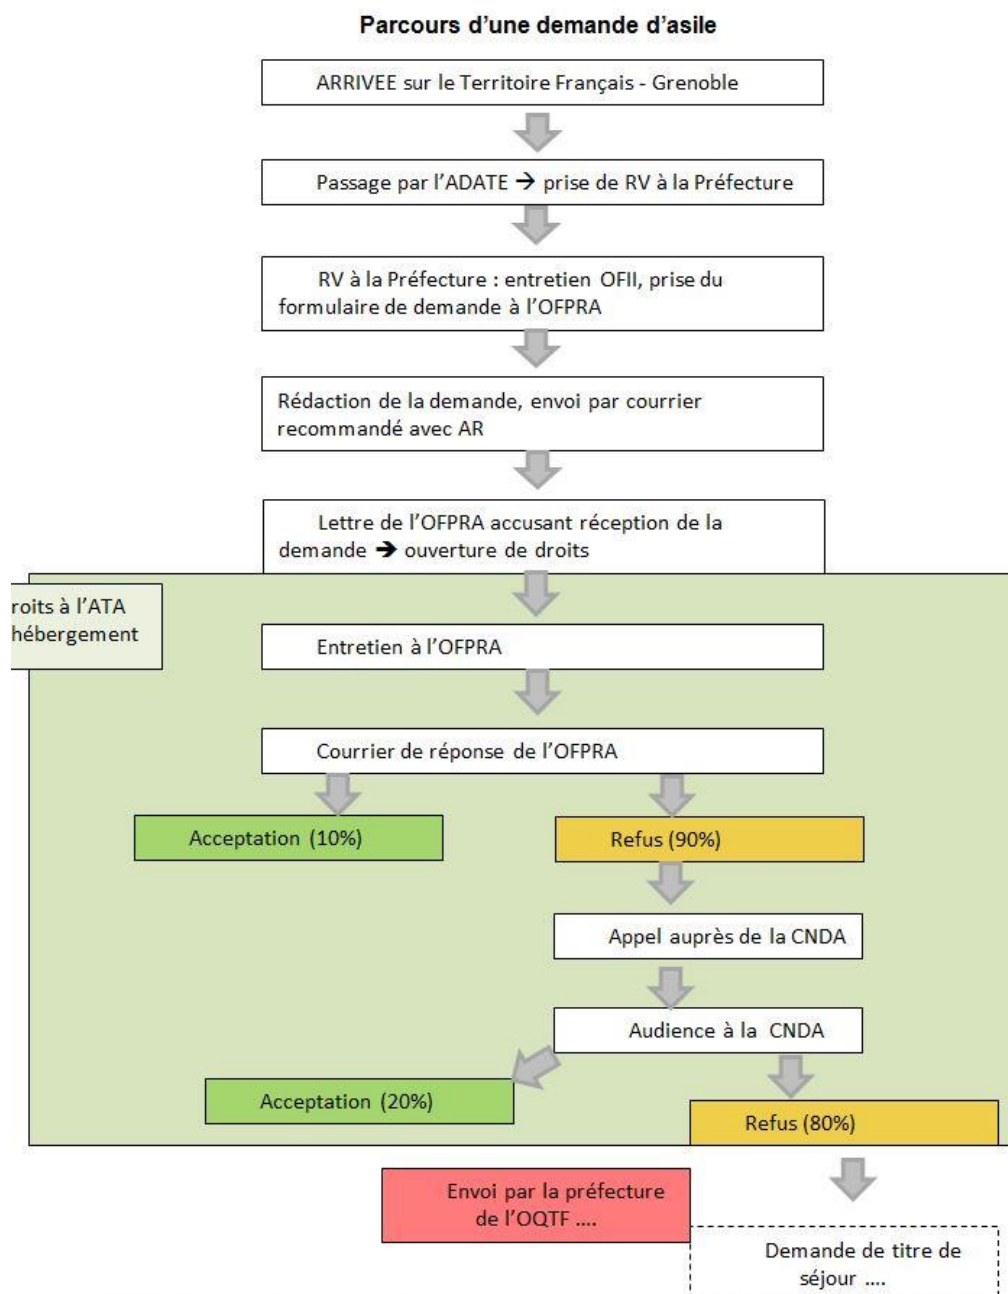 Parcours d'une demande d'asile
ARRIVEE sur le Territoire Français - Grenoble
Passage par l'ADATE → prise de RV à la Préfecture
RV à la Préfecture : entretien OFII, prise du
formulaire de demande à l'OFPRA
Rédaction de la demande, envoi par courrier
recommandé avec AR
Lettre de l'OFPRA accusant réception de la
demande → ouverture de droits
roits à l'ATA
hébergement
Entretien à l'OFPRA
Courrier de réponse de l'OFPRA
Acceptation (10%)
Refus (90%)
Appel auprès de la CNDA
Audience à la CNDA
Acceptation (20%)
Refus (80%)
Envoi par la préfecture
de l'OQTF ....
Demande de titre de
séjour ....